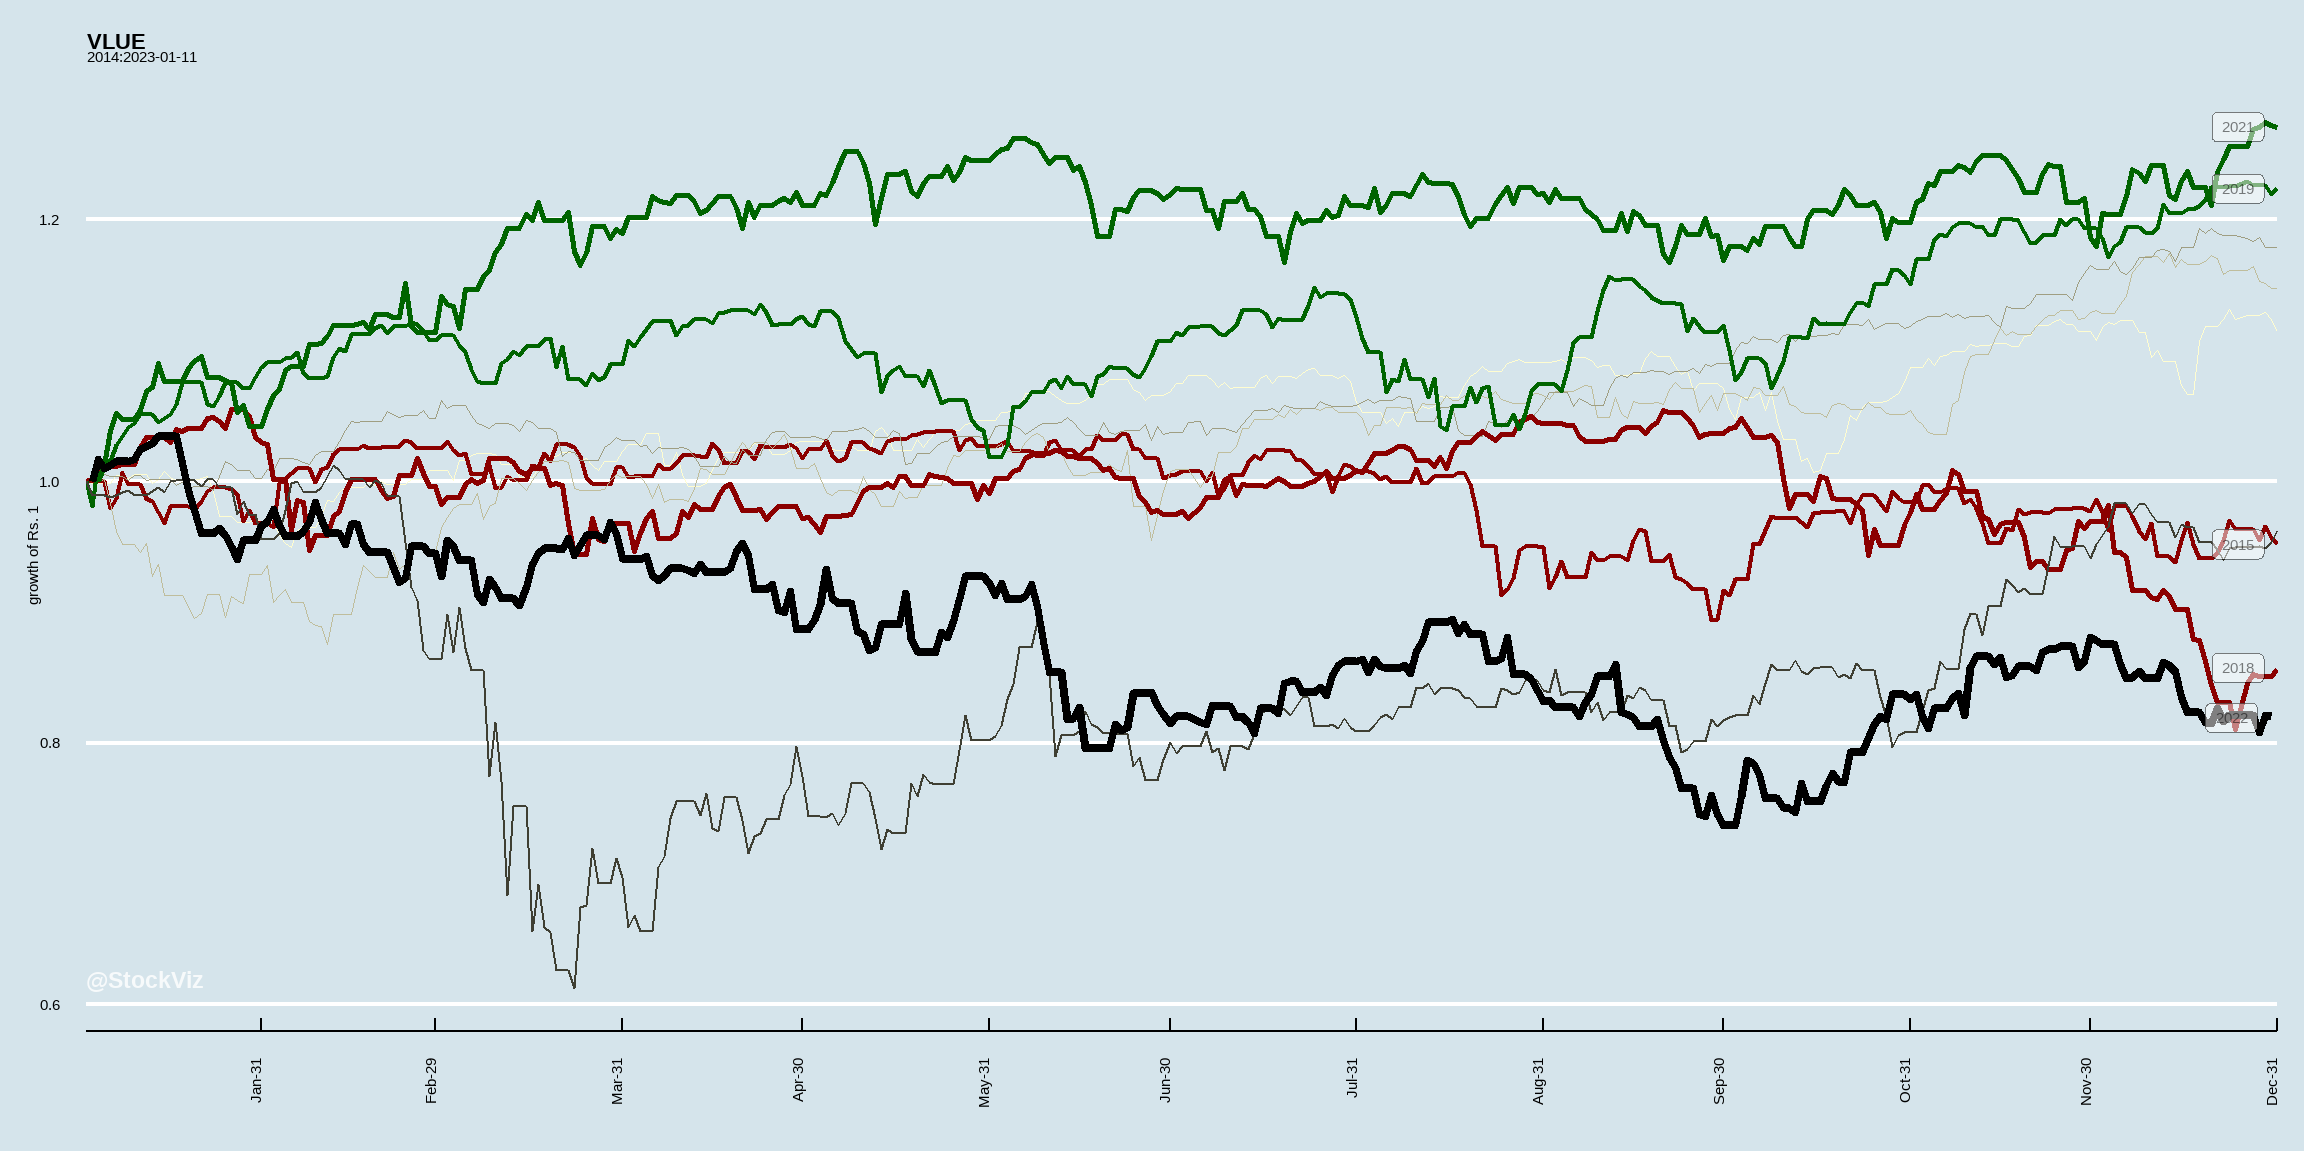 VLUE
2014:2023-01-11
2021
2019
1.2
1.0
growth of Rs. 1
2015
2018
2022
0.8
@StockViz
0.6
Jan-31
Feb-29
Mar-31
Apr-30
May-31
Jun-30
Jul-31
Aug-31
Sep-30
Oct-31
Nov-30
Dec-31